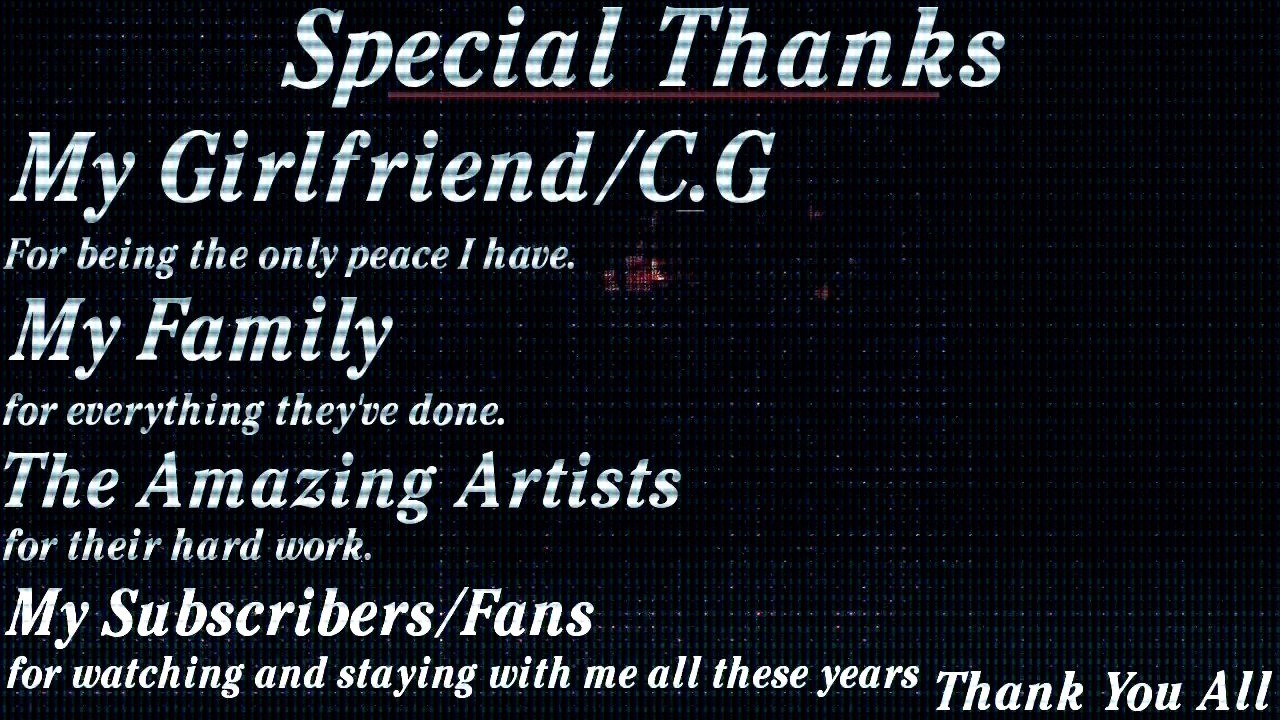 Special Thanks
My Girlfriend/C.G
For being the only peace I have.
My Family
for everything they've done.
The Amazing Artists
for their hard work.
My Subscribers/Fans
for watching and staying with me all these years
Thank You All